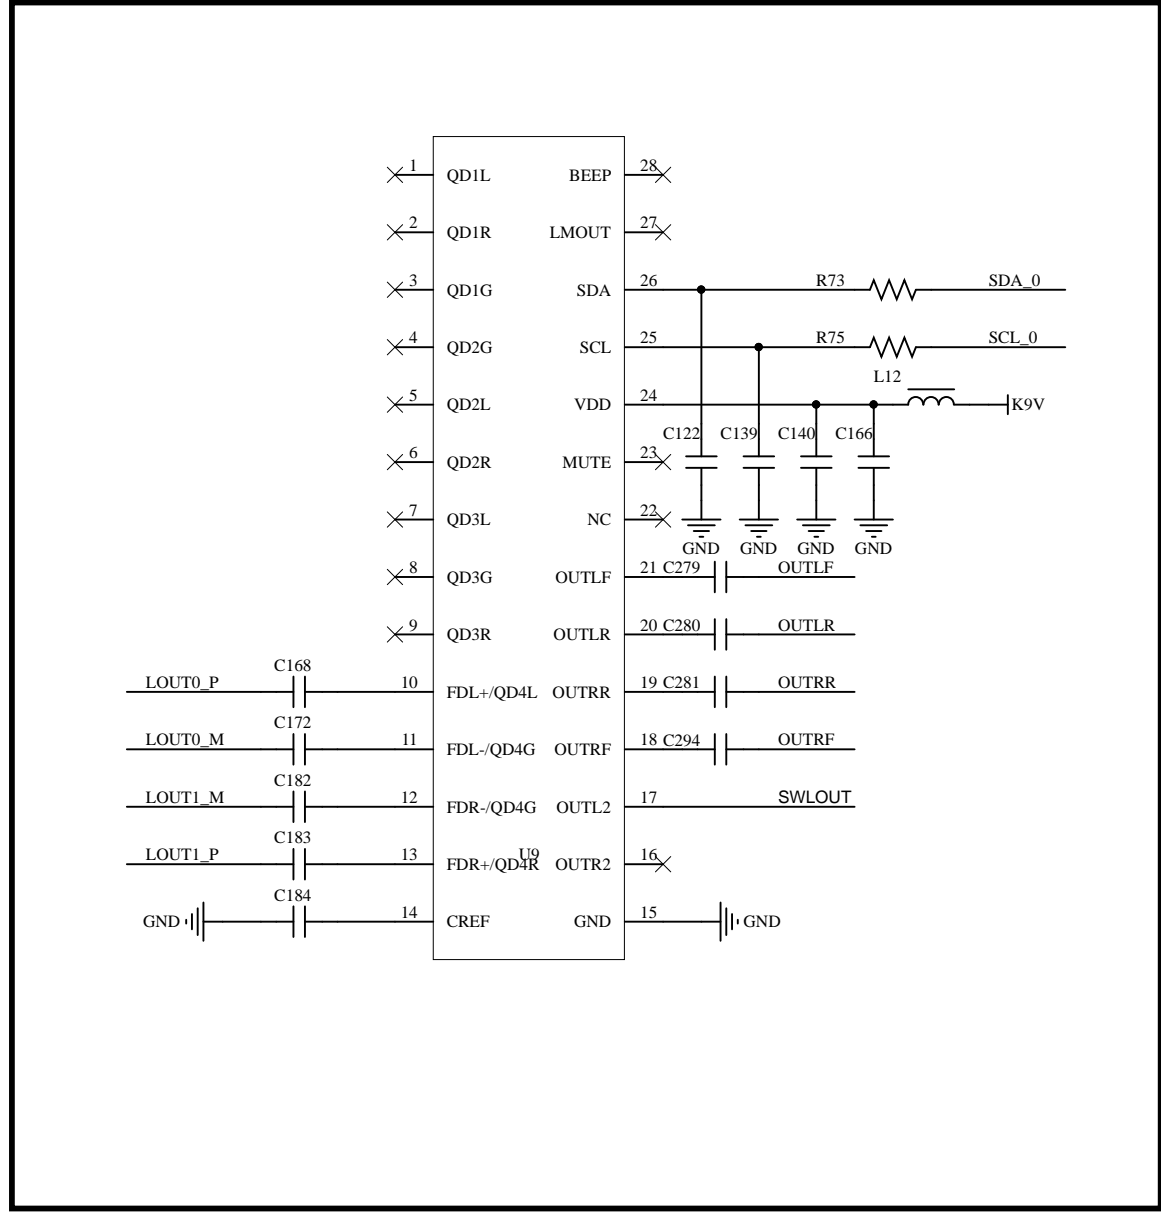 1 QD1L BEEP 28
2 QD1R LMOUT 27
3 QD1G SDA 26 R73 SDA_0
4 QD2G SCL 25 R75 SCL_0
L12
5 QD2L VDD 24 K9V
C122 C139 C140 C166
6 QD2R MUTE 23
7 QD3L NC 22
GND GND GND GND
8 QD3G OUTLF 21 C279 OUTLF
9 QD3R OUTLR 20 C280 OUTLR
C168
LOUT0_P 10 FDL+/QD4L OUTRR 19 C281 OUTRR
C172
LOUT0_M 11 FDL-/QD4G OUTRF 18 C294 OUTRF
C182
LOUT1_M 12 FDR-/QD4G OUTL2 17 SWLOUT
C183
LOUT1_P 13 FDR+/QD4R U9 OUTR2 16
C184
GND 14 CREF GND 15 GND